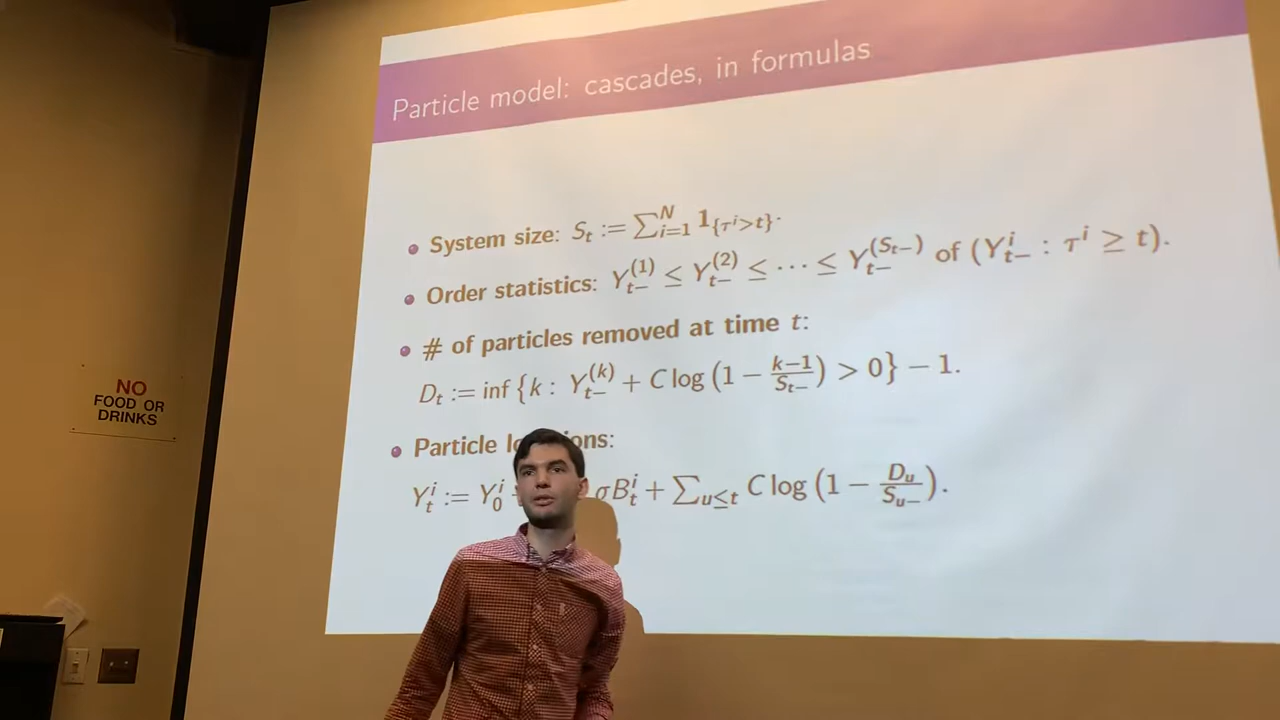 Particle model: cascades, in formulas
System size: S_t := ∑_{i=1}^{N} 1_{\{τ^i>t\}}.
Order statistics: Y_{t-}^{(1)} ≤ Y_{t-}^{(2)} ≤ ⋯ ≤ Y_{t-}^{(S_{t-})} of (Y_{t-}^i : τ^i ≥ t).
# of particles removed at time t:
D_t := inf {k : Y_{t-}^{(k)} + C log (1 − \frac{k−1}{S_{t-}}) > 0} − 1.
Particle
Y_t^i := Y_0^i σB_t^i + ∑_{u≤t} C log (1 − \frac{D_u}{S_{u-}}).
NO
FOOD OR
DRINKS